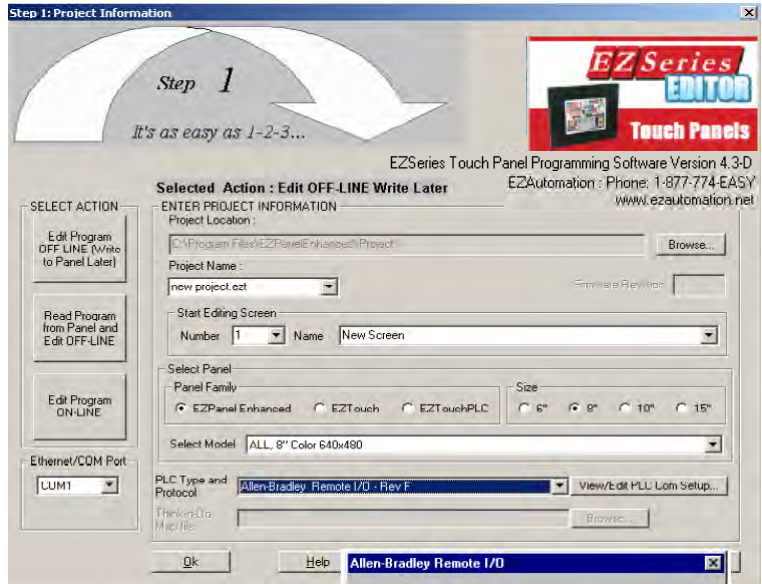 Step 1: Project Information
Step 1
It's as easy as 1-2-3...
EZSeries
EDITOR
Touch Panels
EZSeries Touch Panel Programming Software Version 4.3-D
EZAutomation : Phone: 1-877-774-EASY
www.ezautomation.net
Selected Action : Edit OFF-LINE Write Later
SELECT ACTION
Edit Program
OFF LINE (Write
to Panel Later)
Read Program
from Panel and
Edit OFF-LINE
Edit Program
ON-LINE
Ethernet/COM Port
COM1
ENTER PROJECT INFORMATION
Project Location :
C:\Program Files\EZPanelEnhanced\Project\
Browse...
Project Name :
new project.ezt
Firmware Revision
Start Editing Screen
Number 1 Name New Screen
Select Panel
Panel Family
EZPanel Enhanced EZTouch EZTouchPLC
Size
6" 8" 10" 15"
Select Model ALL, 8" Color 640x480
PLC Type and
Protocol
Allen-Bradley Remote I/O - Rev F
View/Edit PLC Com Setup...
Map file
Browse...
Ok
Help
Allen-Bradley Remote I/O